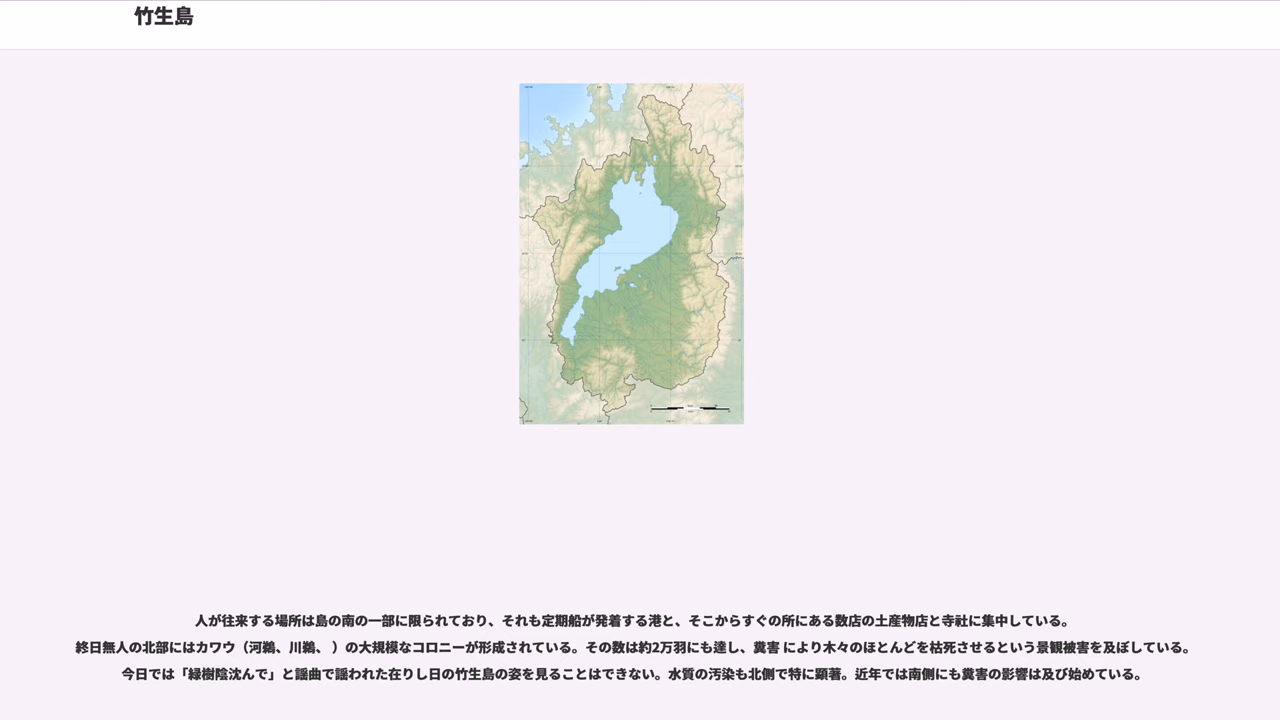 竹生島
人が往来する場所は島の南の一部に限られており、それも定期船が発着する港と、そこからすぐの所にある数店の土産物店と寺社に集中している。
終日無人の北部にはカワウ（河鵜、川鵜、 ）の大規模なコロニーが形成されている。その数は約2万羽にも達し、糞害 により木々のほとんどを枯死させるという景観被害を及ぼしている。
今日では「緑樹陰沈んで」と謡曲で謡われた在りし日の竹生島の姿を見ることはできない。水質の汚染も北側で特に顕著。近年では南側にも糞害の影響は及び始めている。